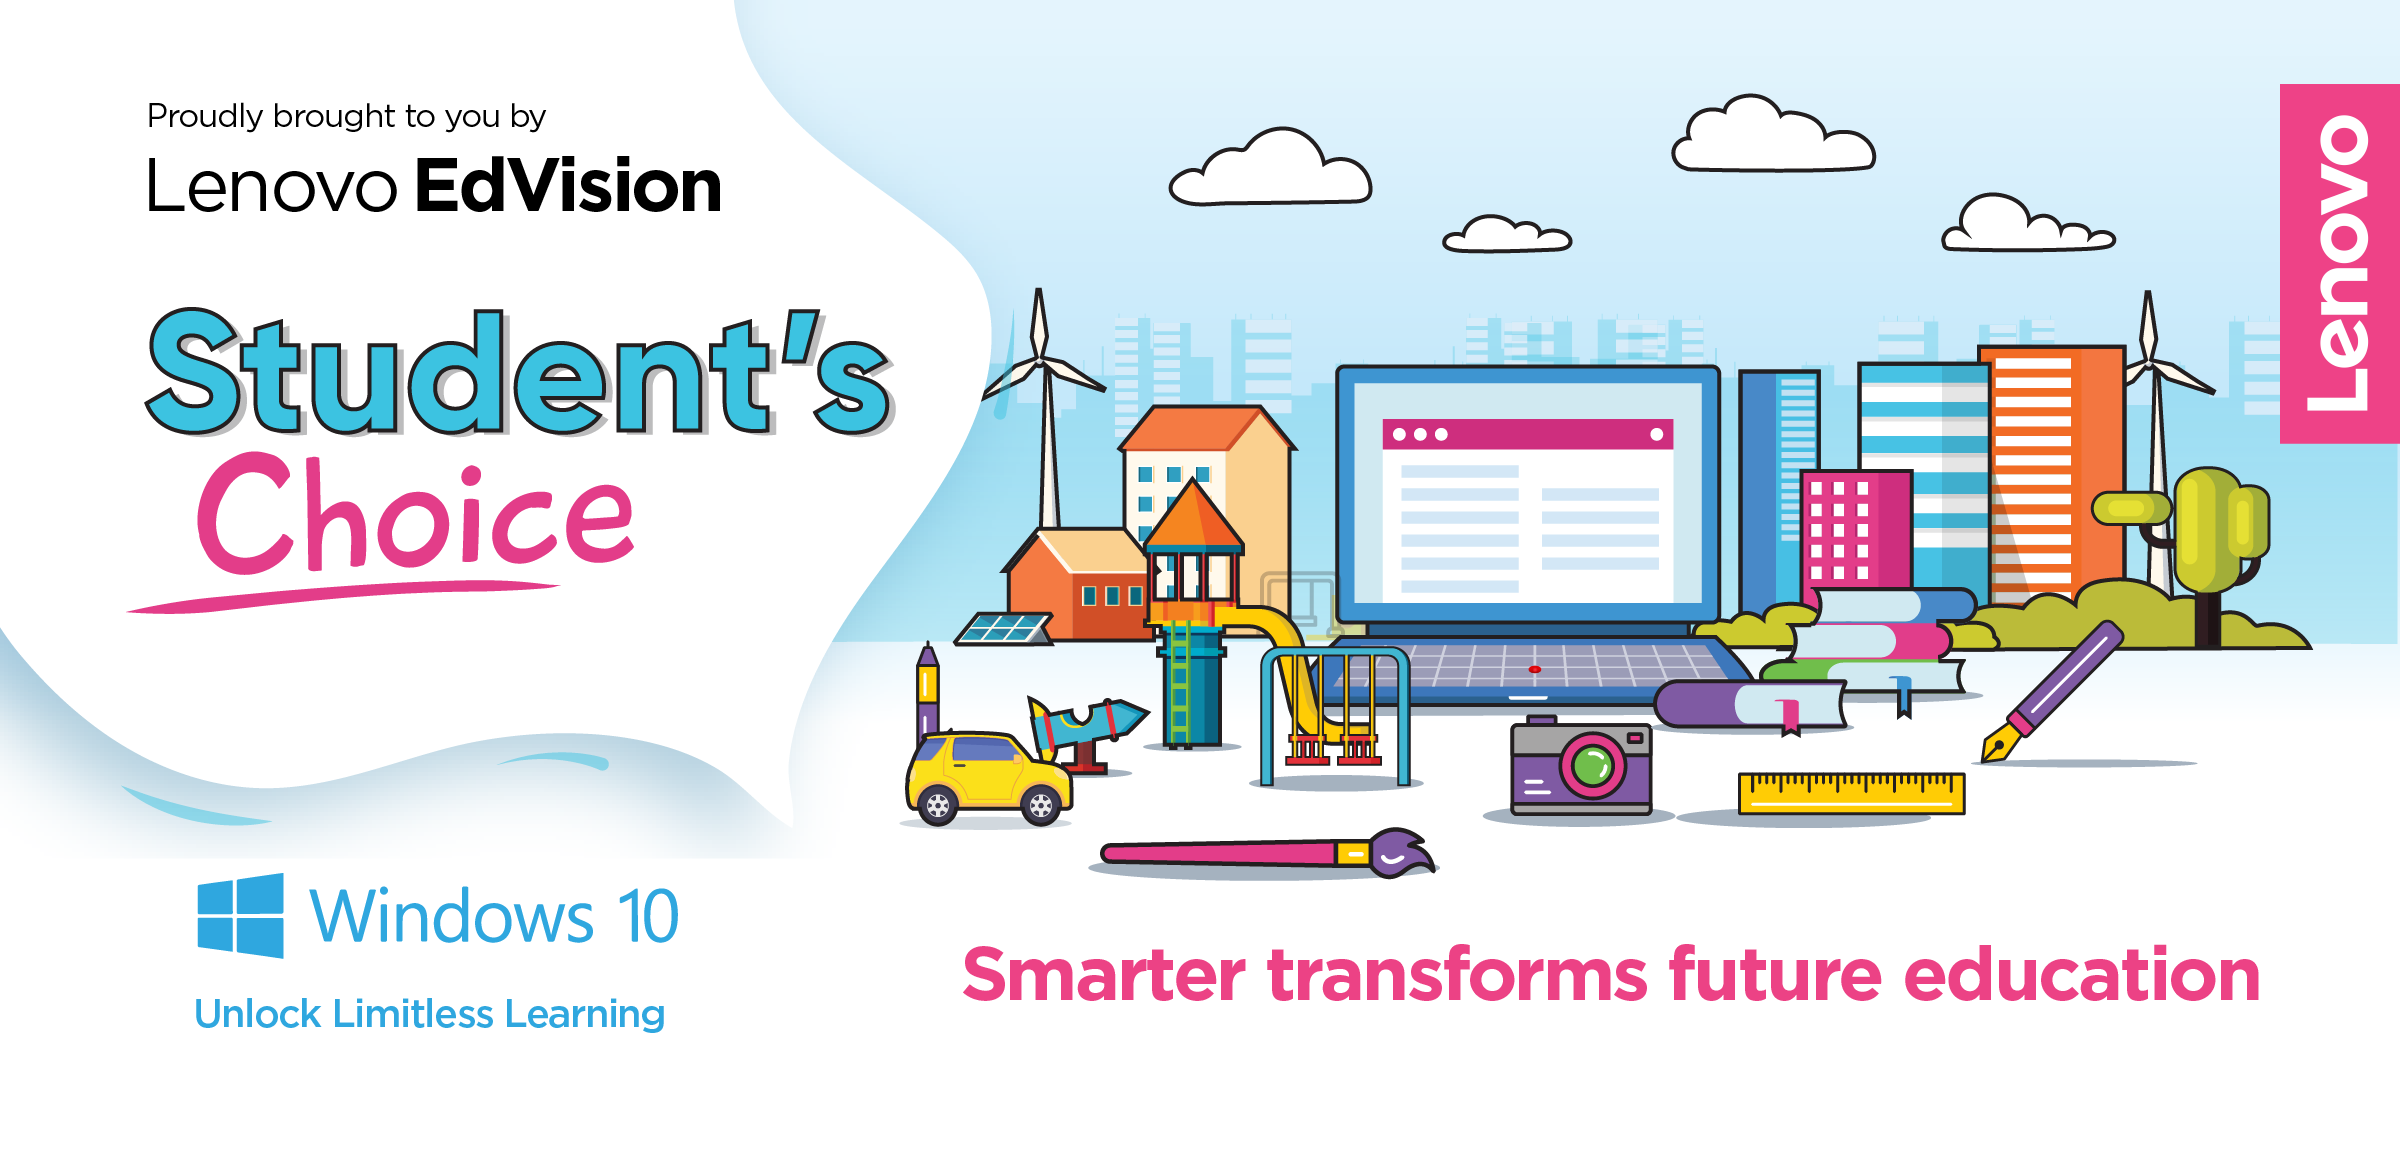 Proudly brought to you by
Lenovo EdVision
Student's
Choice
Windows 10
Unlock Limitless Learning
Lenovo
Smarter transforms future education